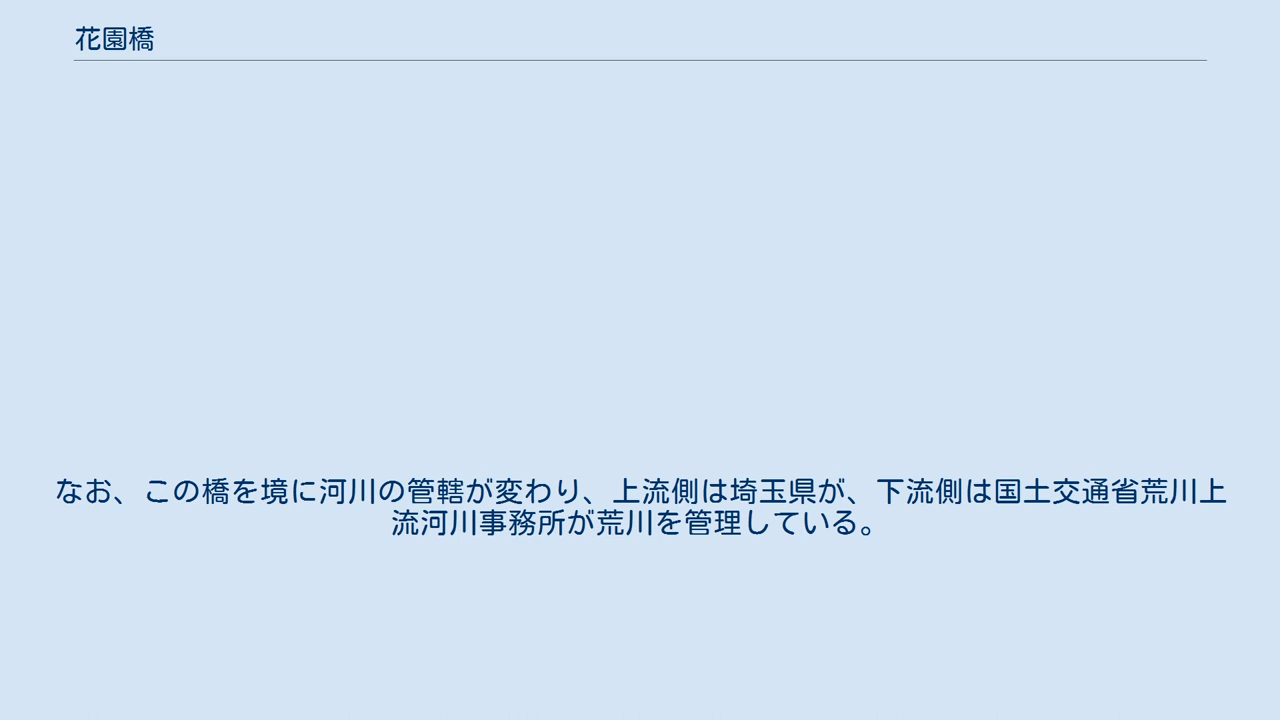 花園橋
なお、この橋を境に河川の管轄が変わり、上流側は埼玉県が、下流側は国土交通省荒川上
流河川事務所が荒川を管理している。